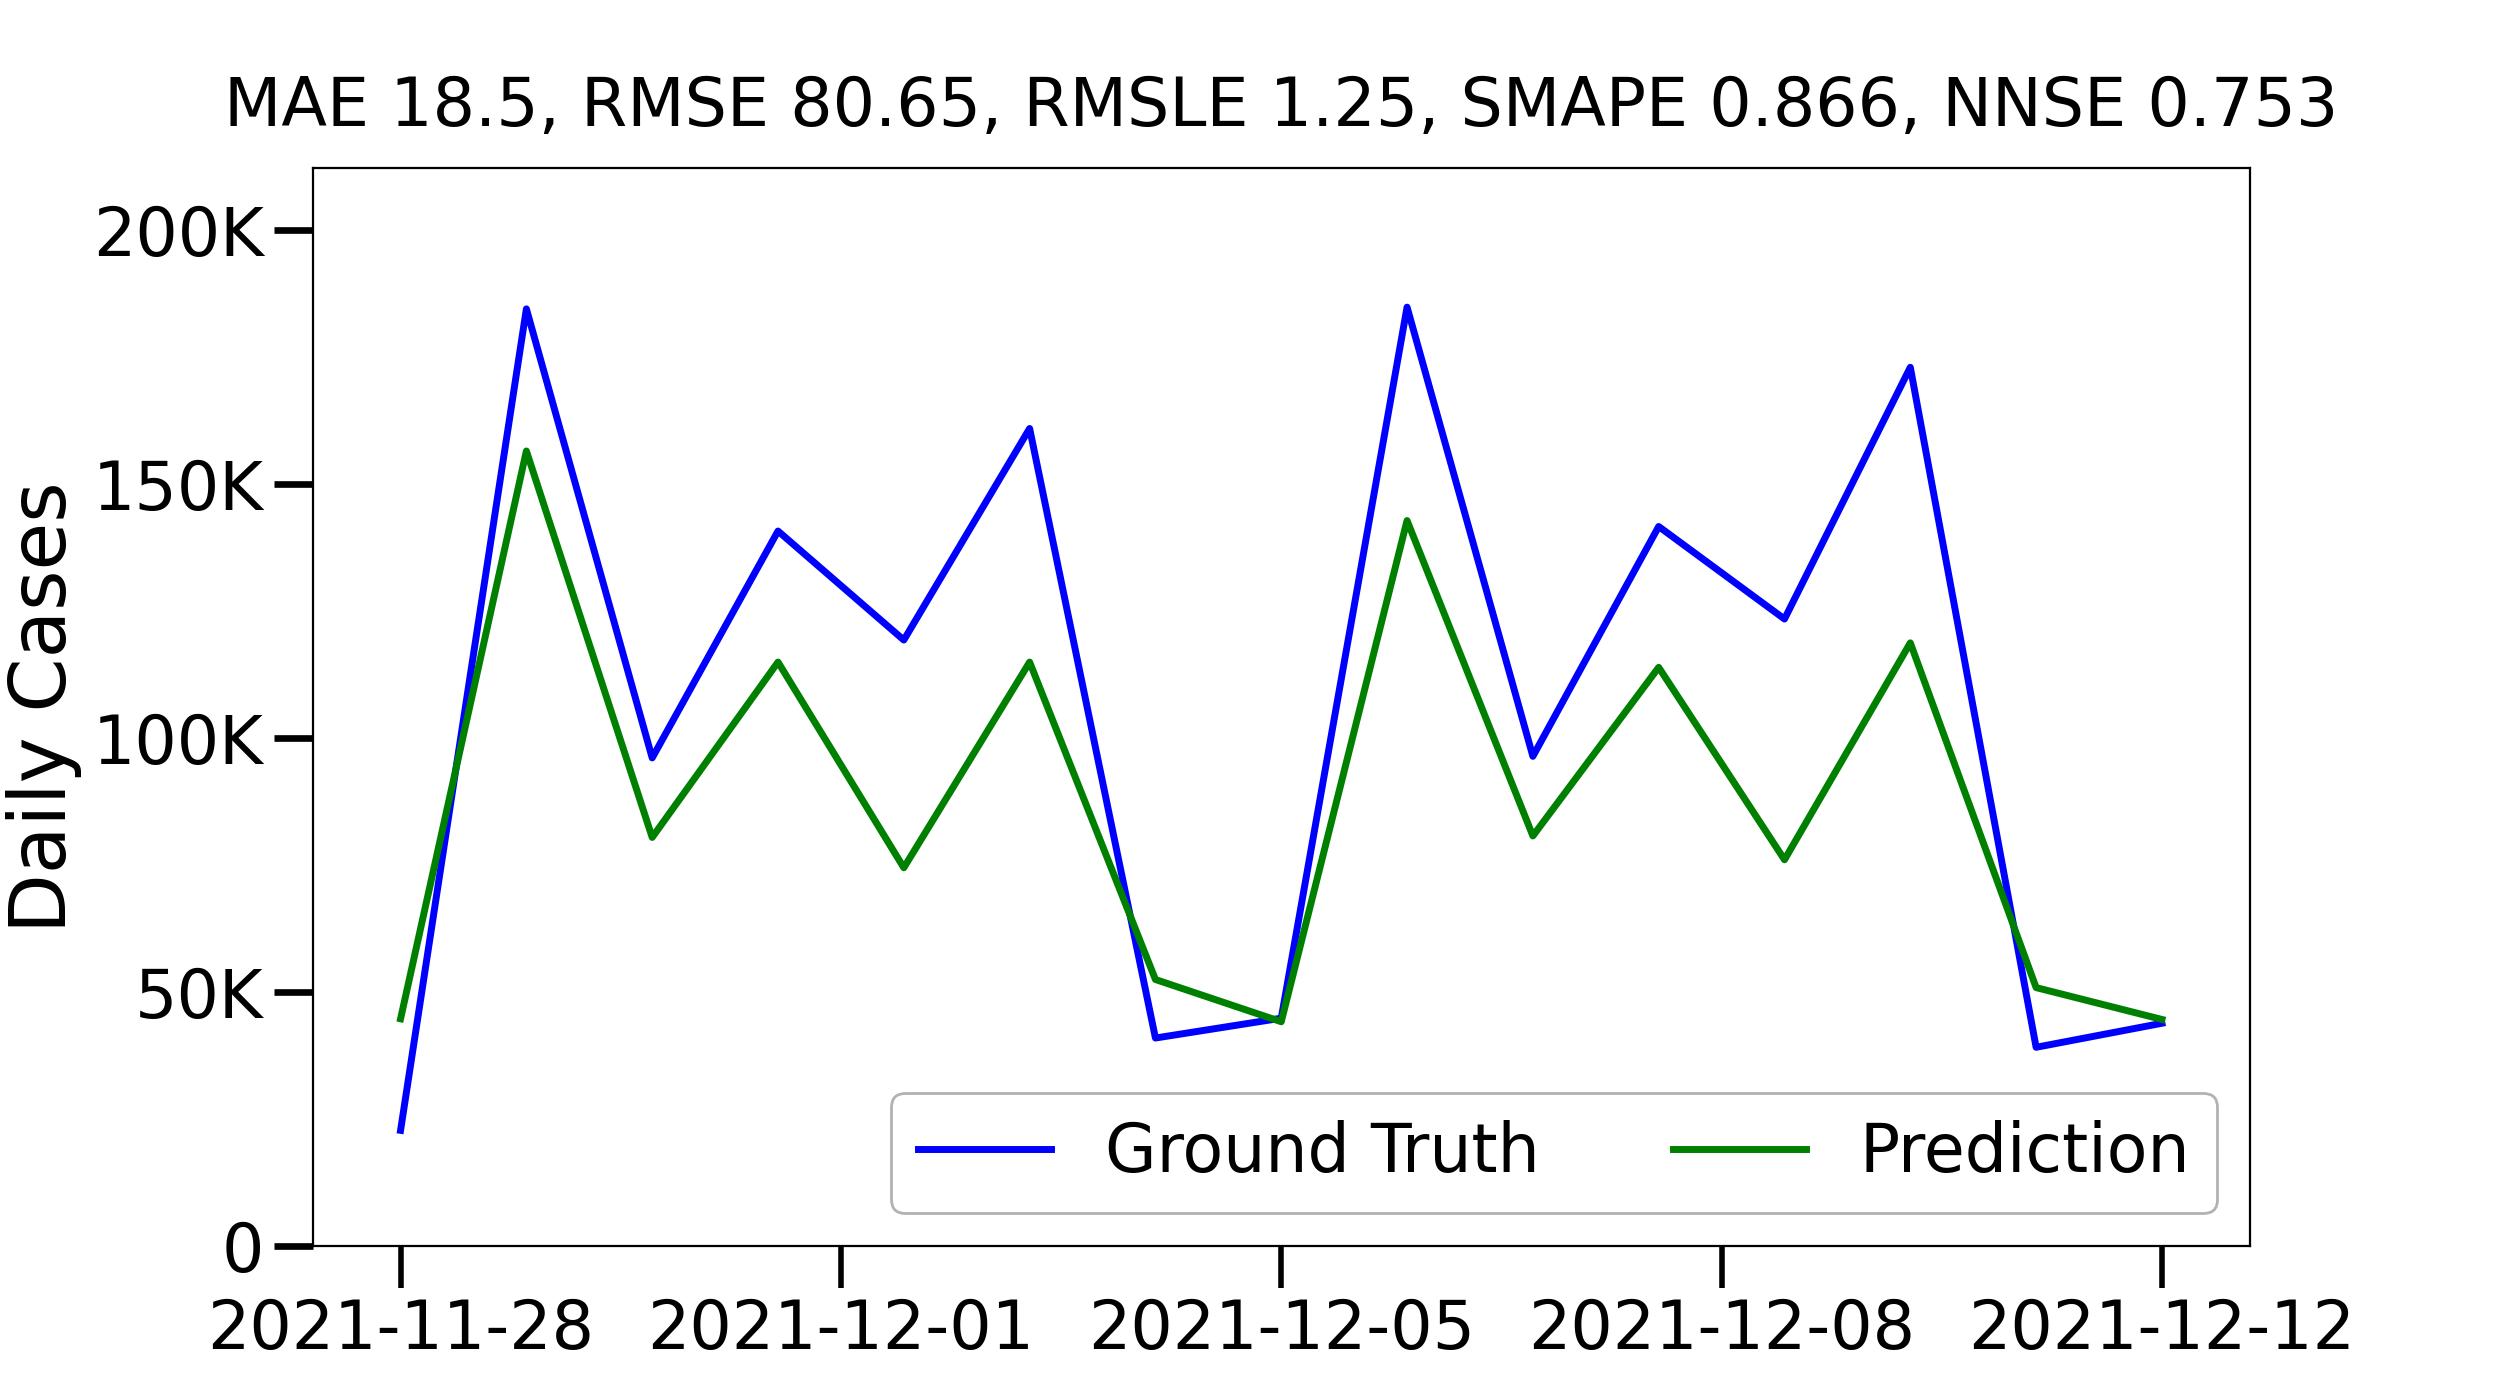 MAE 18.5, RMSE 80.65, RMSLE 1.25, SMAPE 0.866, NNSE 0.753
Daily Cases
200K
150K
100K
50K
0
Ground Truth Prediction
2021-11-28 2021-12-01 2021-12-05 2021-12-08 2021-12-12